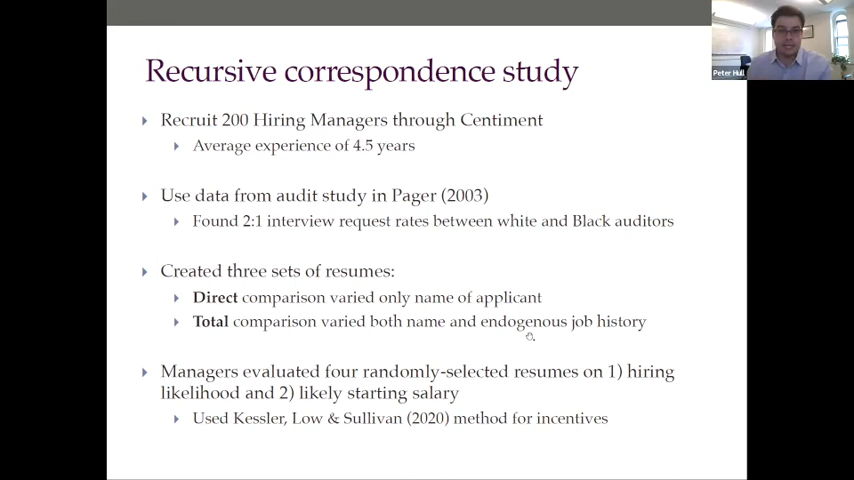 Recursive correspondence study
Recruit 200 Hiring Managers through Centiment
Average experience of 4.5 years
Use data from audit study in Pager (2003)
Found 2:1 interview request rates between white and Black auditors
Created three sets of resumes:
Direct comparison varied only name of applicant
Total comparison varied both name and endogenous job history
Managers evaluated four randomly-selected resumes on 1) hiring
likelihood and 2) likely starting salary
Used Kessler, Low & Sullivan (2020) method for incentives
Peter Hull